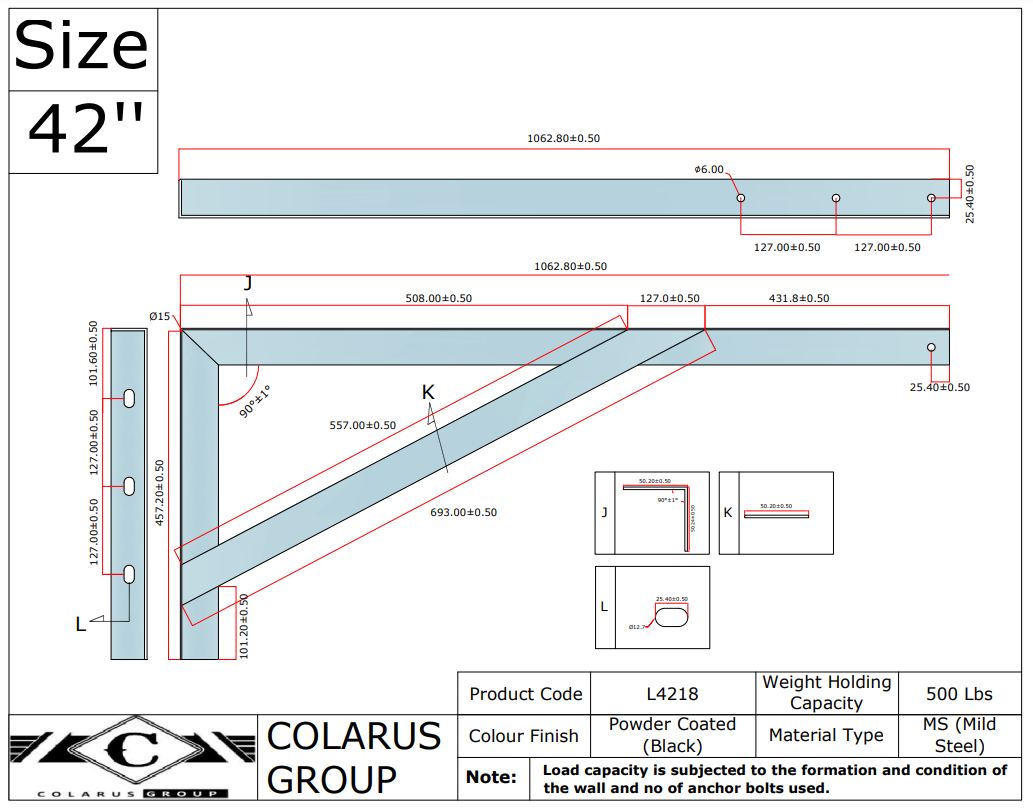 Size
42"
1062.80±0.50
ø6.00
25.40±0.50
127.00±0.50
127.00±0.50
1062.80±0.50
J
508.00±0.50
127.0±0.50
431.8±0.50
Ø15
101.60±0.50
127.00±0.50
127.00±0.50
457.20±0.50
90°±1°
K
557.00±0.50
25.40±0.50
693.00±0.50
101.20±0.50
L
J
50.20±0.50
90°±1°
K
50.20±0.50
L
25.40±0.50
Ø12.7
Product Code
L4218
Weight Holding
Capacity
500 Lbs
Colour Finish
Powder Coated
(Black)
Material Type
MS (Mild
Steel)
Note:
Load capacity is subjected to the formation and condition of
the wall and no of anchor bolts used.
C
COLARUS GROUP
COLARUS
GROUP